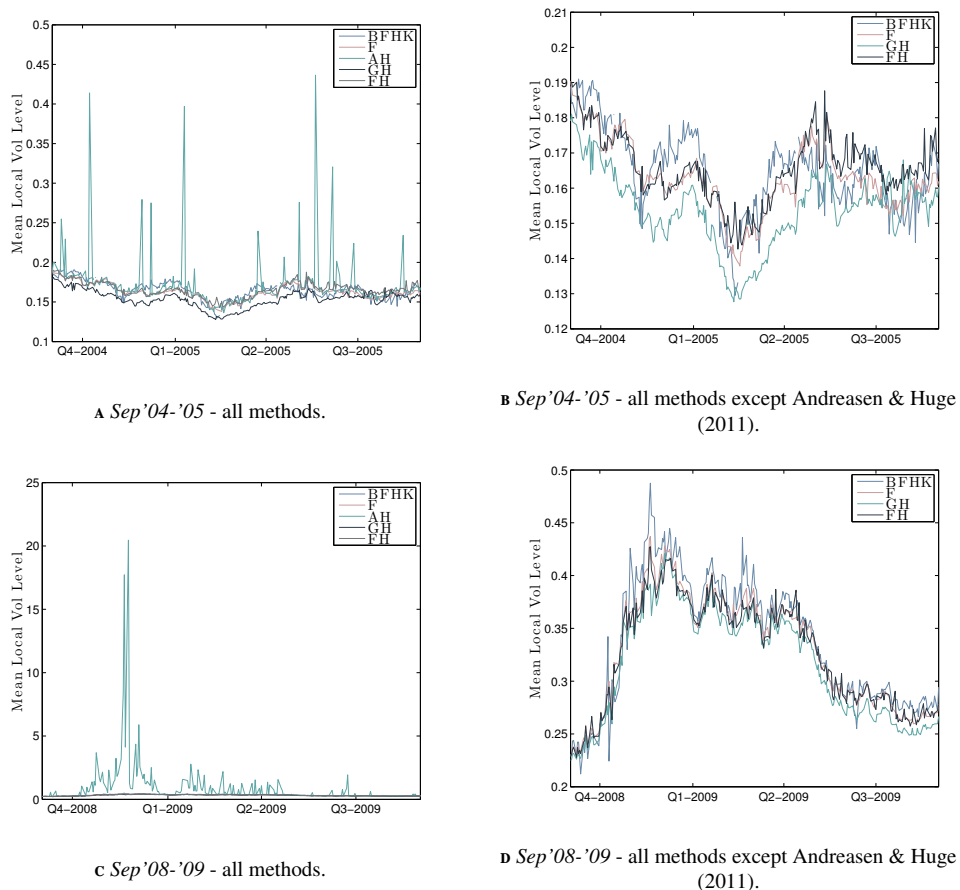 0.5
0.45
0.4
0.35
0.3
0.25
0.2
0.15
0.1
Mean Local Vol Level
Q4−2004
Q1−2005
Q2−2005
Q3−2005
BFHK
F
AH
GH
FH
A Sep'04-'05 - all methods.
0.21
0.2
0.19
0.18
0.17
0.16
0.15
0.14
0.13
0.12
Mean Local Vol Level
Q4−2004
Q1−2005
Q2−2005
Q3−2005
BFHK
F
GH
FH
B Sep'04-'05 - all methods except Andreasen & Huge
(2011).
25
20
15
10
5
0
Mean Local Vol Level
Q4−2008
Q1−2009
Q2−2009
Q3−2009
BFHK
F
AH
GH
FH
C Sep'08-'09 - all methods.
0.5
0.45
0.4
0.35
0.3
0.25
0.2
Mean Local Vol Level
Q4−2008
Q1−2009
Q2−2009
Q3−2009
BFHK
F
GH
FH
D Sep'08-'09 - all methods except Andreasen & Huge
(2011).